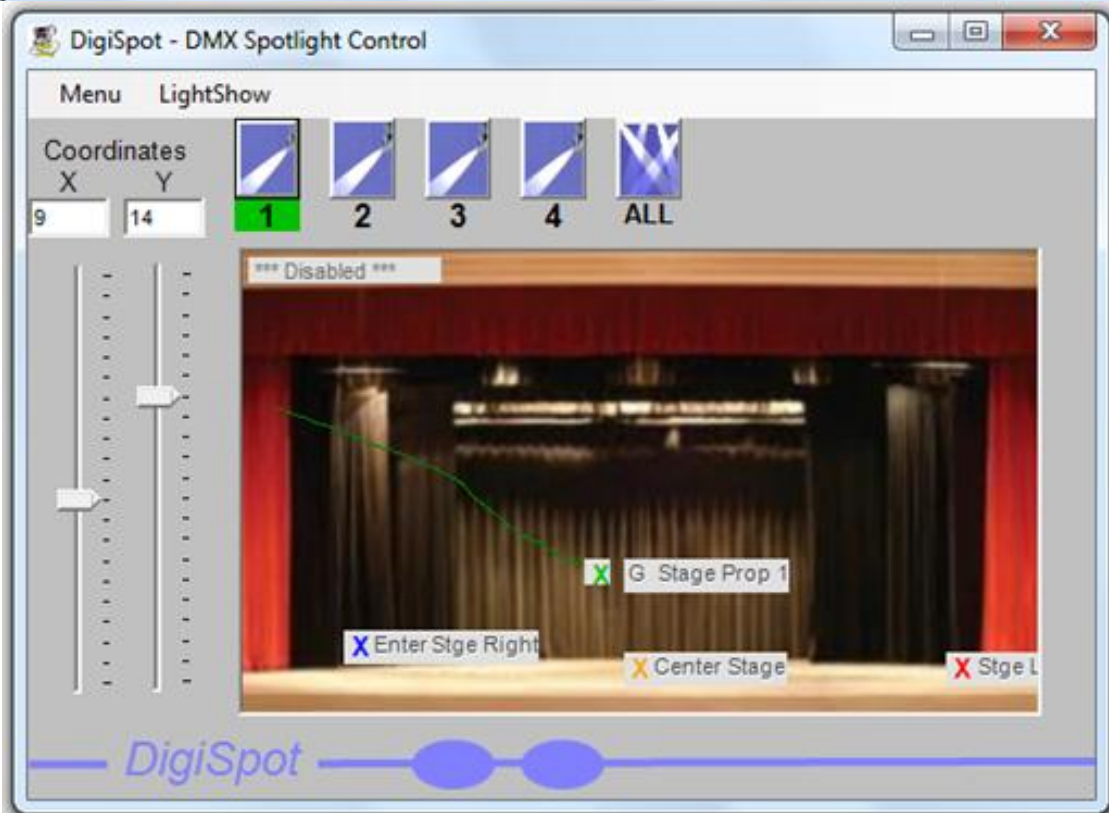 DigiSpot - DMX Spotlight Control
Menu LightShow
Coordinates
X Y
9 14
1 2 3 4 ALL
*** Disabled ***
X G Stage Prop 1
X Enter Stge Right
X Center Stage
X Stge L
DigiSpot